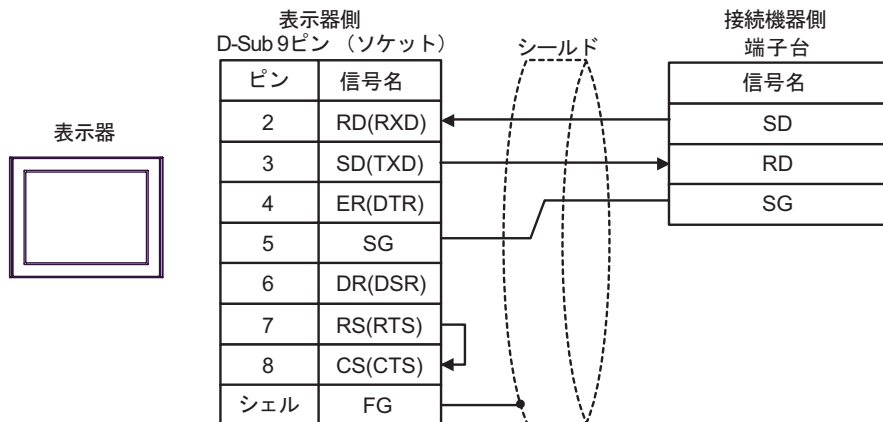 表示器側
D-Sub 9ピン （ソケット）
シールド
接続機器側
端子台
表示器
ピン 信号名
2 RD(RXD)
3 SD(TXD)
4 ER(DTR)
5 SG
6 DR(DSR)
7 RS(RTS)
8 CS(CTS)
シェル FG
信号名
SD
RD
SG